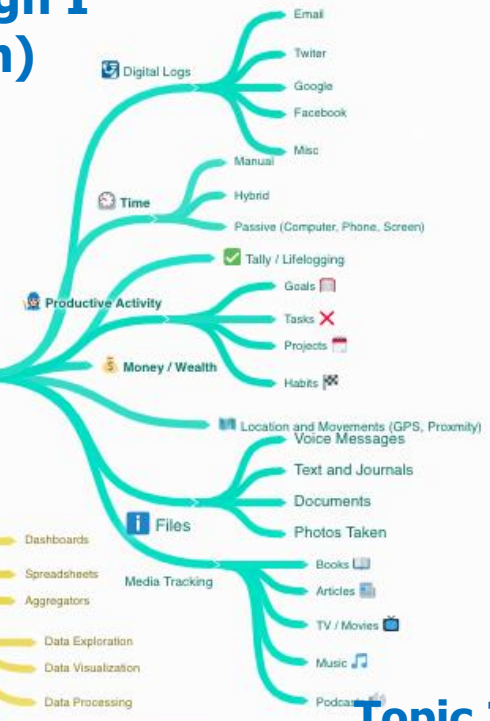 Digital Logs
Email
Twiter
Google
Facebook
Misc
Time
Manual
Hybrid
Passive (Computer, Phone, Screen)
Tally / Lifelogging
Productive Activity
Goals
Tasks
Projects
Habits
Money / Wealth
Location and Movements (GPS, Proxmity)
Files
Voice Messages
Text and Journals
Documents
Photos Taken
Media Tracking
Books
Articles
TV / Movies
Music
Podcast
Dashboards
Spreadsheets
Aggregators
Data Exploration
Data Visualization
Data Processing
Topic